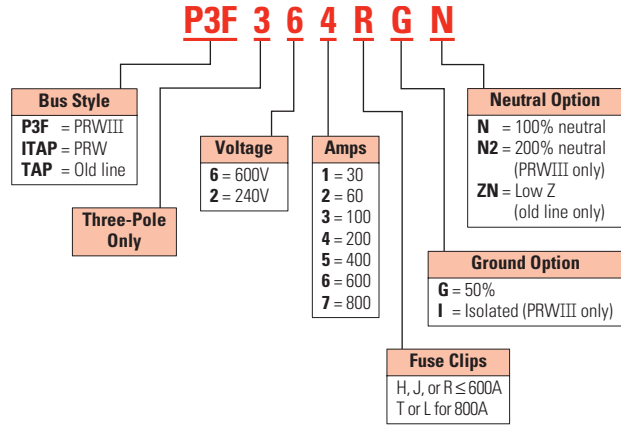 P3F 3 6 4 R G N
Bus Style
P3F = PRWIII
ITAP = PRW
TAP = Old line
Three-Pole
Only
Voltage
6 = 600V
2 = 240V
Amps
1 = 30
2 = 60
3 = 100
4 = 200
5 = 400
6 = 600
7 = 800
Neutral Option
N = 100% neutral
N2 = 200% neutral
(PRWIII only)
ZN = Low Z
(old line only)
Ground Option
G = 50%
I = Isolated (PRWIII only)
Fuse Clips
H, J, or R ≤ 600A
T or L for 800A